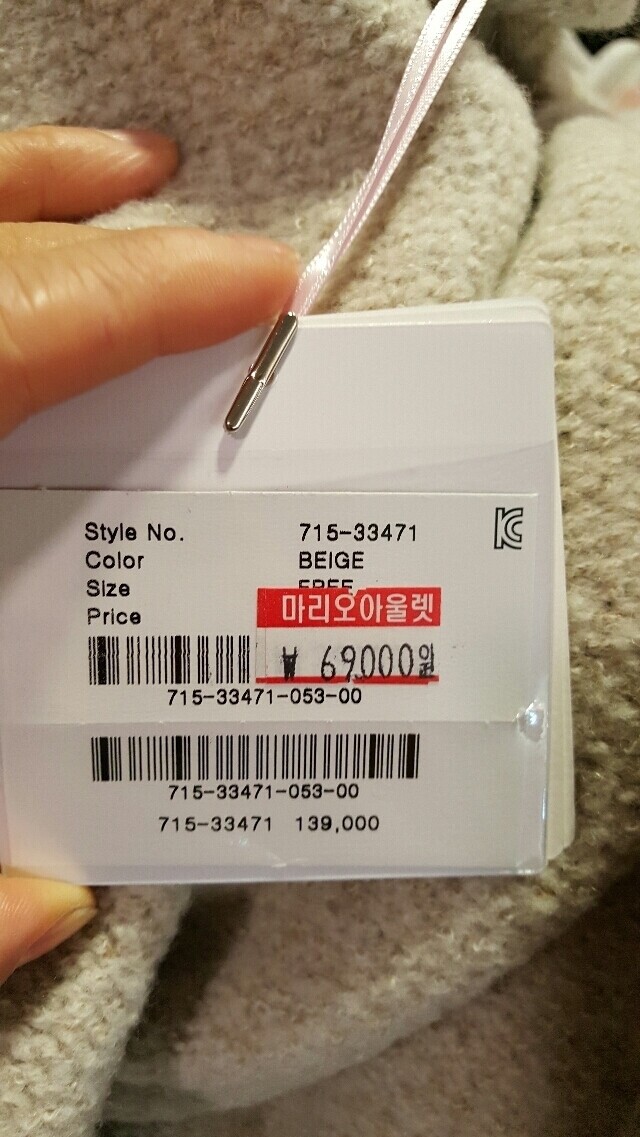 Style No. 715-33471
Color BEIGE
Size FREE
Price
마리오아울렛
₩ 69,000원
715-33471-053-00
715-33471-053-00
715-33471 139,000